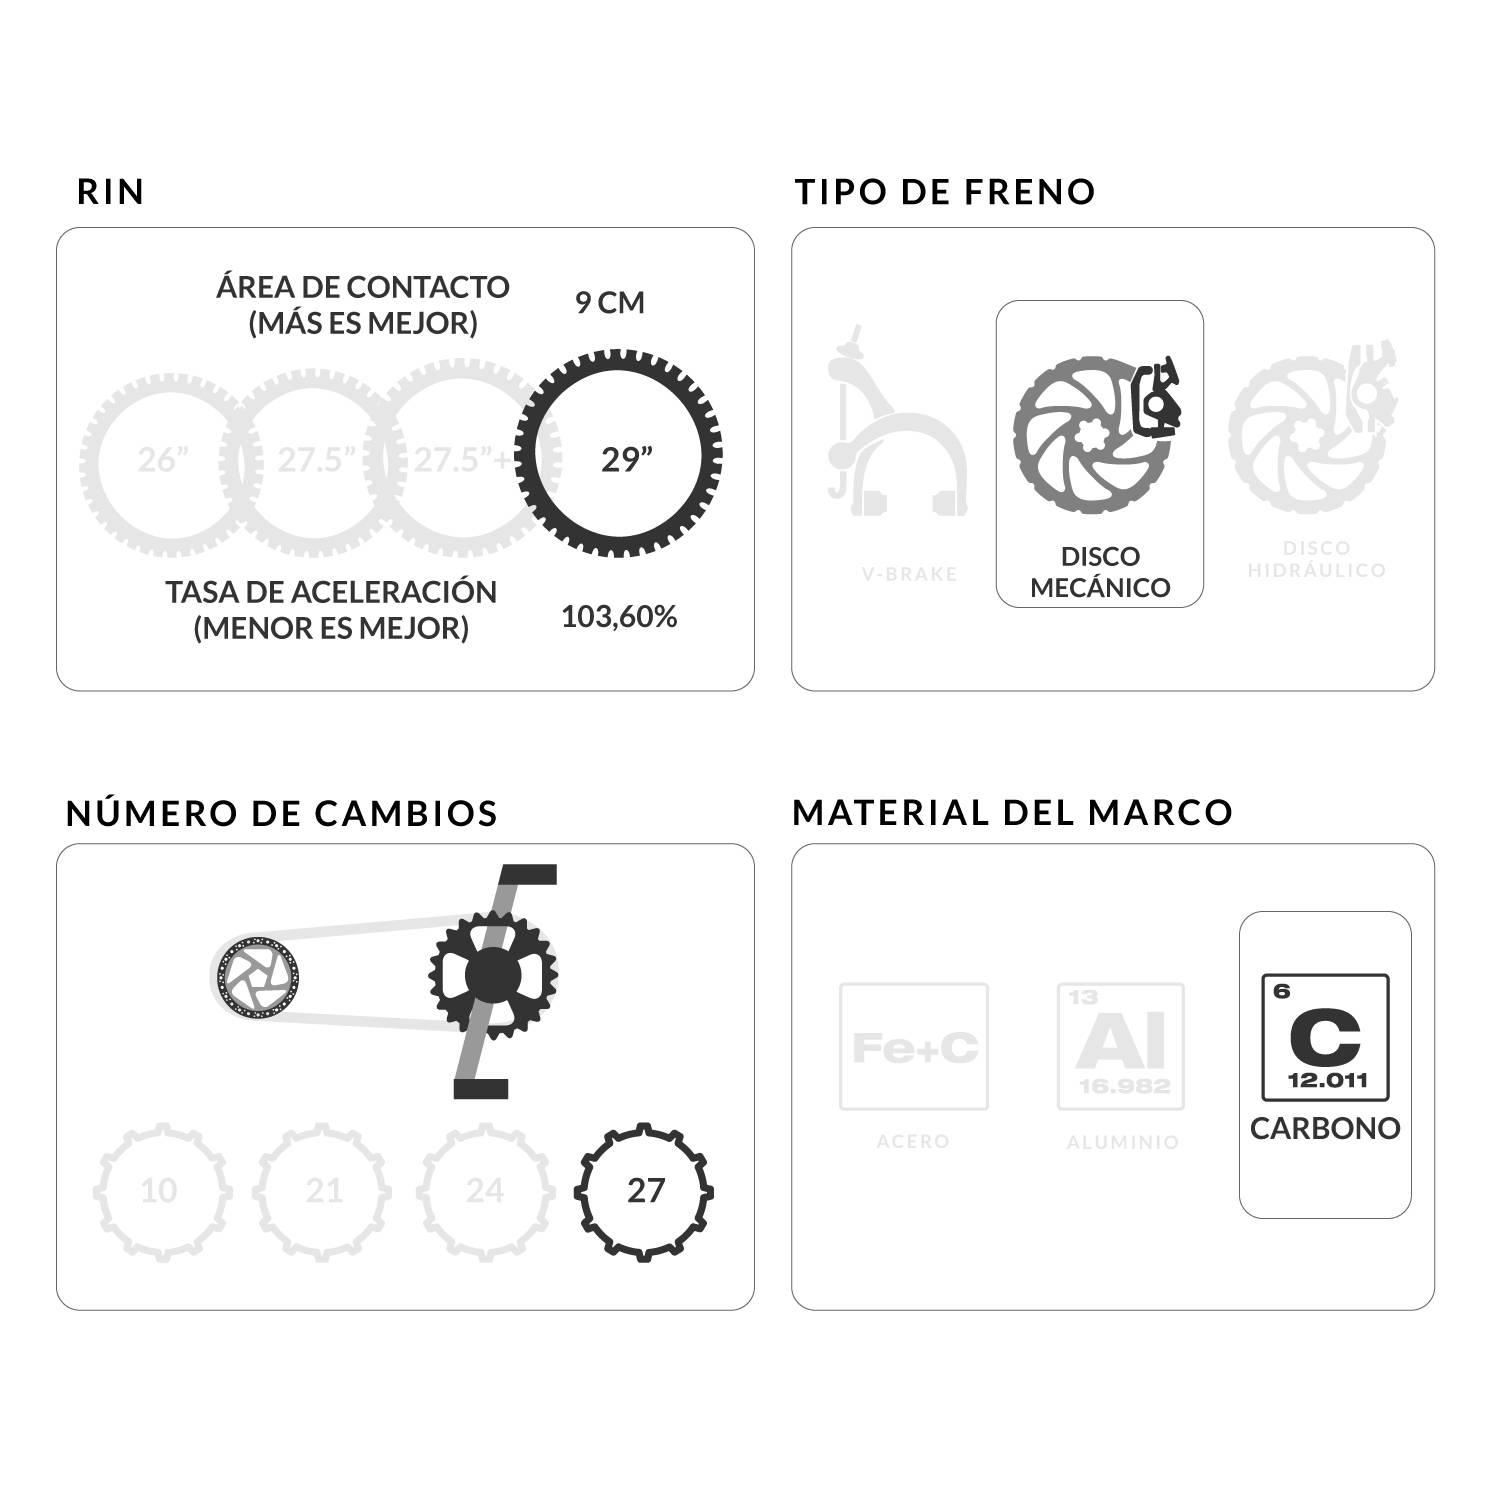 RIN
ÁREA DE CONTACTO
(MÁS ES MEJOR)
9 CM
26”
27.5”
27.5”+
29”
TASA DE ACELERACIÓN
(MENOR ES MEJOR)
103,60%
TIPO DE FRENO
V-BRAKE
DISCO
MECÁNICO
DISCO
HIDRÁULICO
NÚMERO DE CAMBIOS
10
21
24
27
MATERIAL DEL MARCO
Fe+C
ACERO
13
Al
16.982
ALUMINIO
6
C
12.011
CARBONO